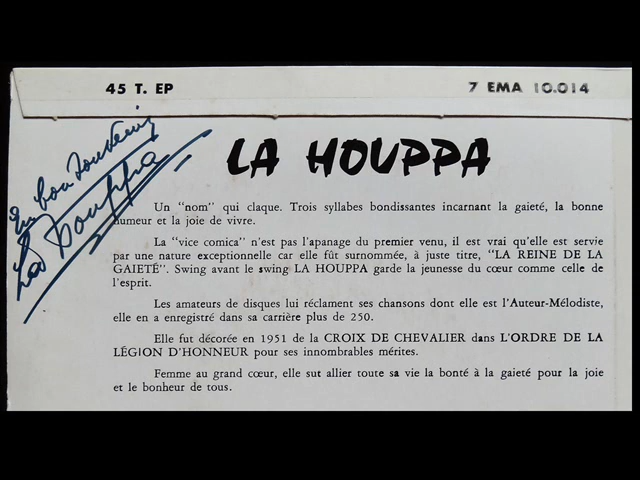 45 T. EP
7 EMA 10.014
En bon souvenir
La Houppa
LA HOUPPA
Un "nom" qui claque. Trois syllabes bondissantes incarnant la gaieté, la bonne
humeur et la joie de vivre.
La "vice comica" n'est pas l'apanage du premier venu, il est vrai qu'elle est servie
par une nature exceptionnelle car elle fût surnommée, à juste titre, "LA REINE DE LA
GAIETÉ". Swing avant le swing LA HOUPPA garde la jeunesse du cœur comme celle de
l'esprit.
Les amateurs de disques lui réclament ses chansons dont elle est l'Auteur-Mélodiste,
elle en a enregistré dans sa carrière plus de 250.
Elle fut décorée en 1951 de la CROIX DE CHEVALIER dans L'ORDRE DE LA
LÉGION D'HONNEUR pour ses innombrables mérites.
Femme au grand cœur, elle sut allier toute sa vie la bonté à la gaieté pour la joie
et le bonheur de tous.